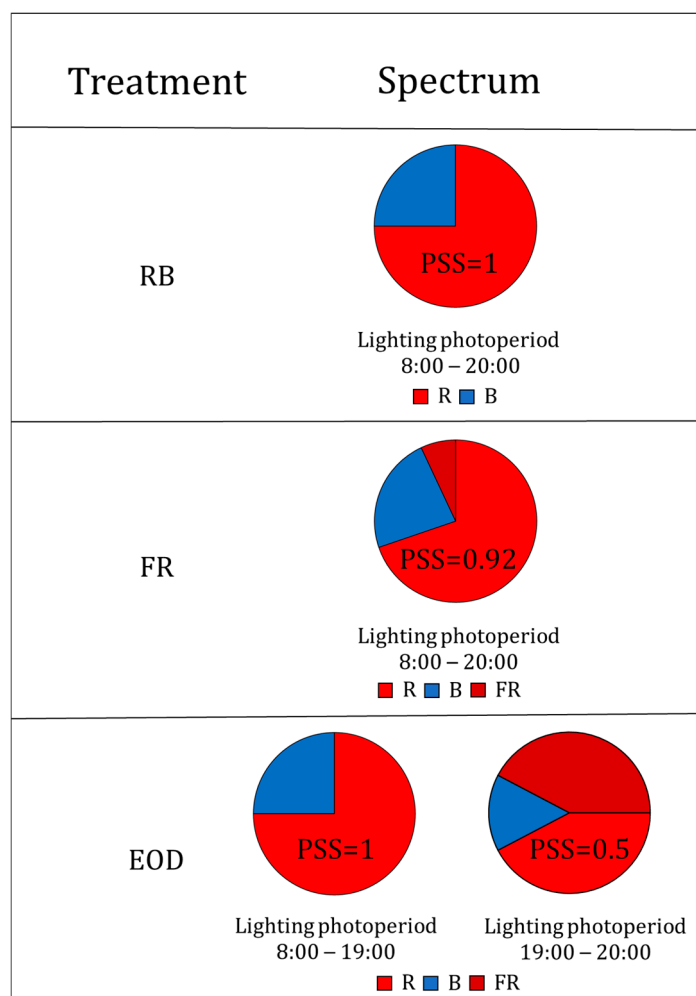 Treatment Spectrum
RB
PSS=1
Lighting photoperiod
8:00 – 20:00
R B
FR
PSS=0.92
Lighting photoperiod
8:00 – 20:00
R B FR
EOD
PSS=1 PSS=0.5
Lighting photoperiod Lighting photoperiod
8:00 – 19:00 19:00 – 20:00
R B FR